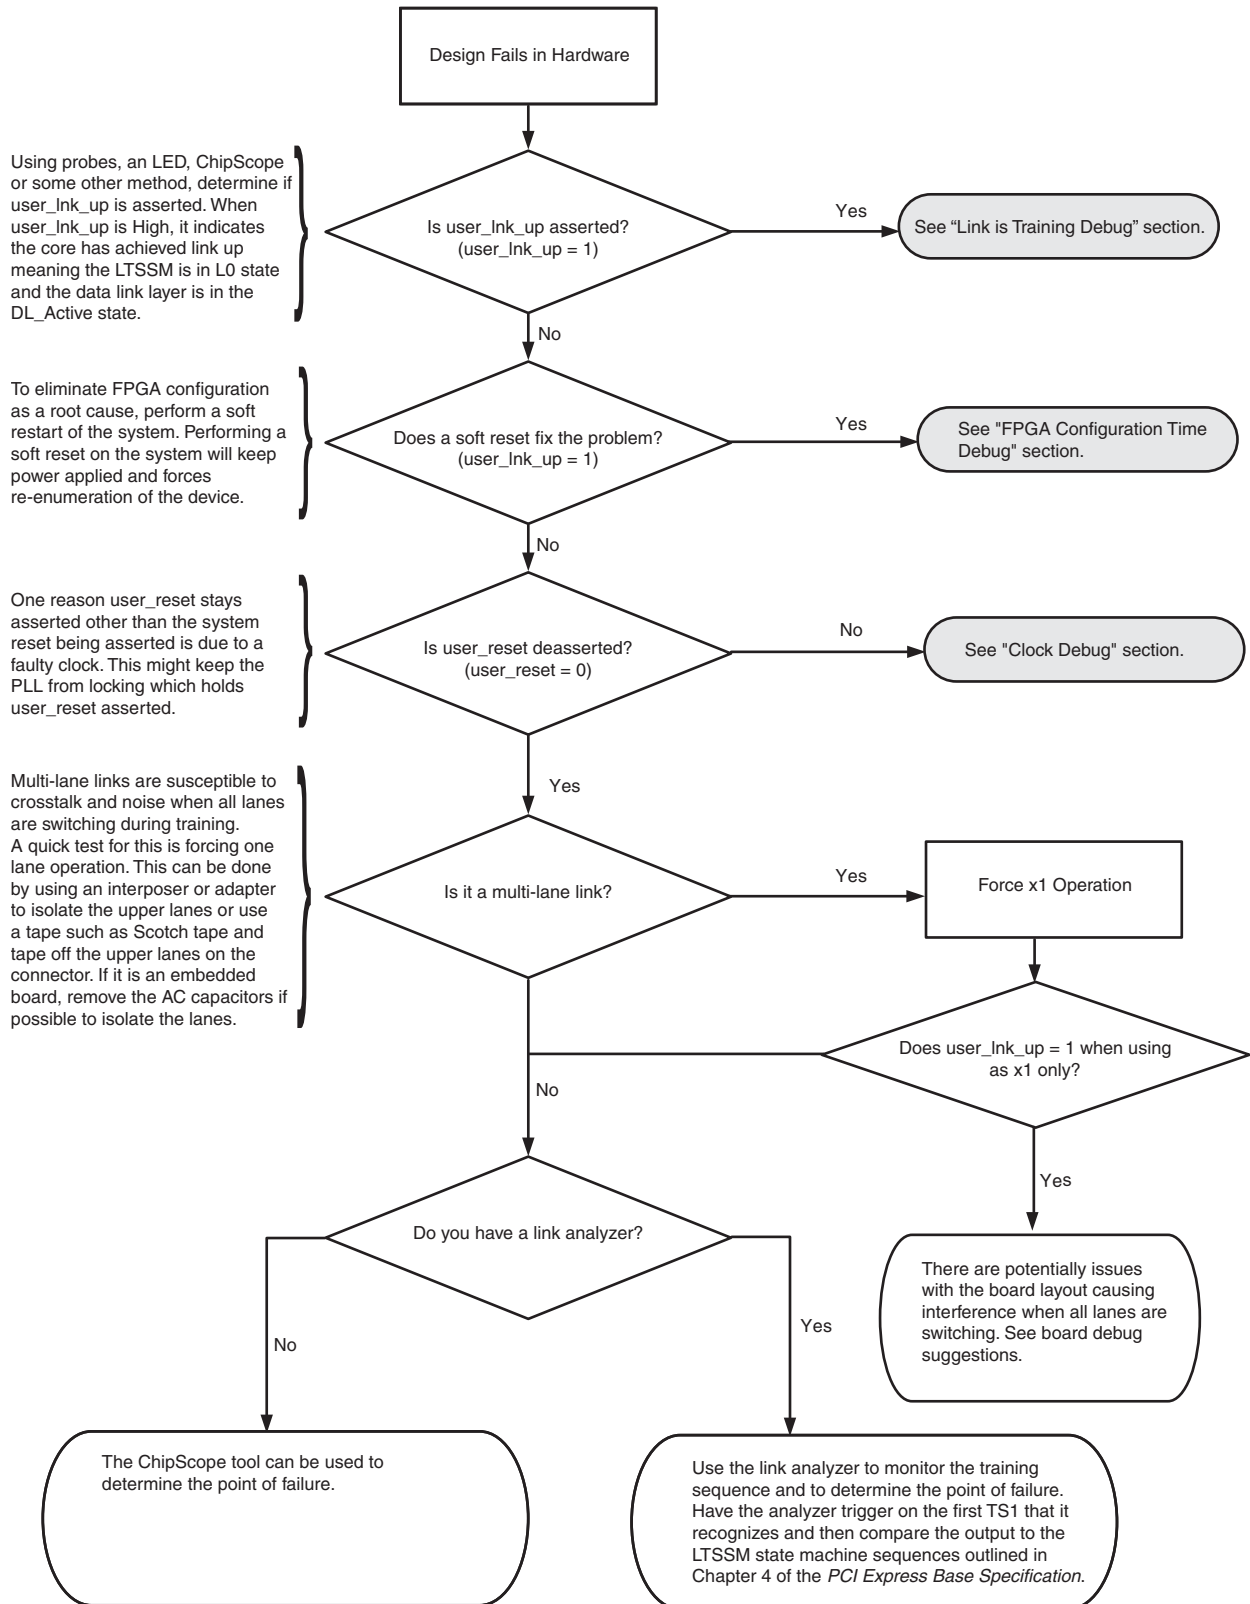 Design Fails in Hardware
Using probes, an LED, ChipScope
or some other method, determine if
user_lnk_up is asserted. When
user_lnk_up is High, it indicates
the core has achieved link up
meaning the LTSSM is in L0 state
and the data link layer is in the
DL_Active state.
Is user_lnk_up asserted?
(user_lnk_up = 1)
Yes
See “Link is Training Debug” section.
No
To eliminate FPGA configuration
as a root cause, perform a soft
restart of the system. Performing a
soft reset on the system will keep
power applied and forces
re-enumeration of the device.
Does a soft reset fix the problem?
(user_lnk_up = 1)
Yes
See "FPGA Configuration Time
Debug" section.
No
One reason user_reset stays
asserted other than the system
reset being asserted is due to a
faulty clock. This might keep the
PLL from locking which holds
user_reset asserted.
Is user_reset deasserted?
(user_reset = 0)
No
See "Clock Debug" section.
Yes
Multi-lane links are susceptible to
crosstalk and noise when all lanes
are switching during training.
A quick test for this is forcing one
lane operation. This can be done
by using an interposer or adapter
to isolate the upper lanes or use
a tape such as Scotch tape and
tape off the upper lanes on the
connector. If it is an embedded
board, remove the AC capacitors if
possible to isolate the lanes.
Is it a multi-lane link?
Yes
Force x1 Operation
Does user_lnk_up = 1 when using
as x1 only?
No
Yes
Do you have a link analyzer?
There are potentially issues
with the board layout causing
interference when all lanes are
switching. See board debug
suggestions.
No
Yes
The ChipScope tool can be used to
determine the point of failure.
Use the link analyzer to monitor the training
sequence and to determine the point of failure.
Have the analyzer trigger on the first TS1 that it
recognizes and then compare the output to the
LTSSM state machine sequences outlined in
Chapter 4 of the PCI Express Base Specification.